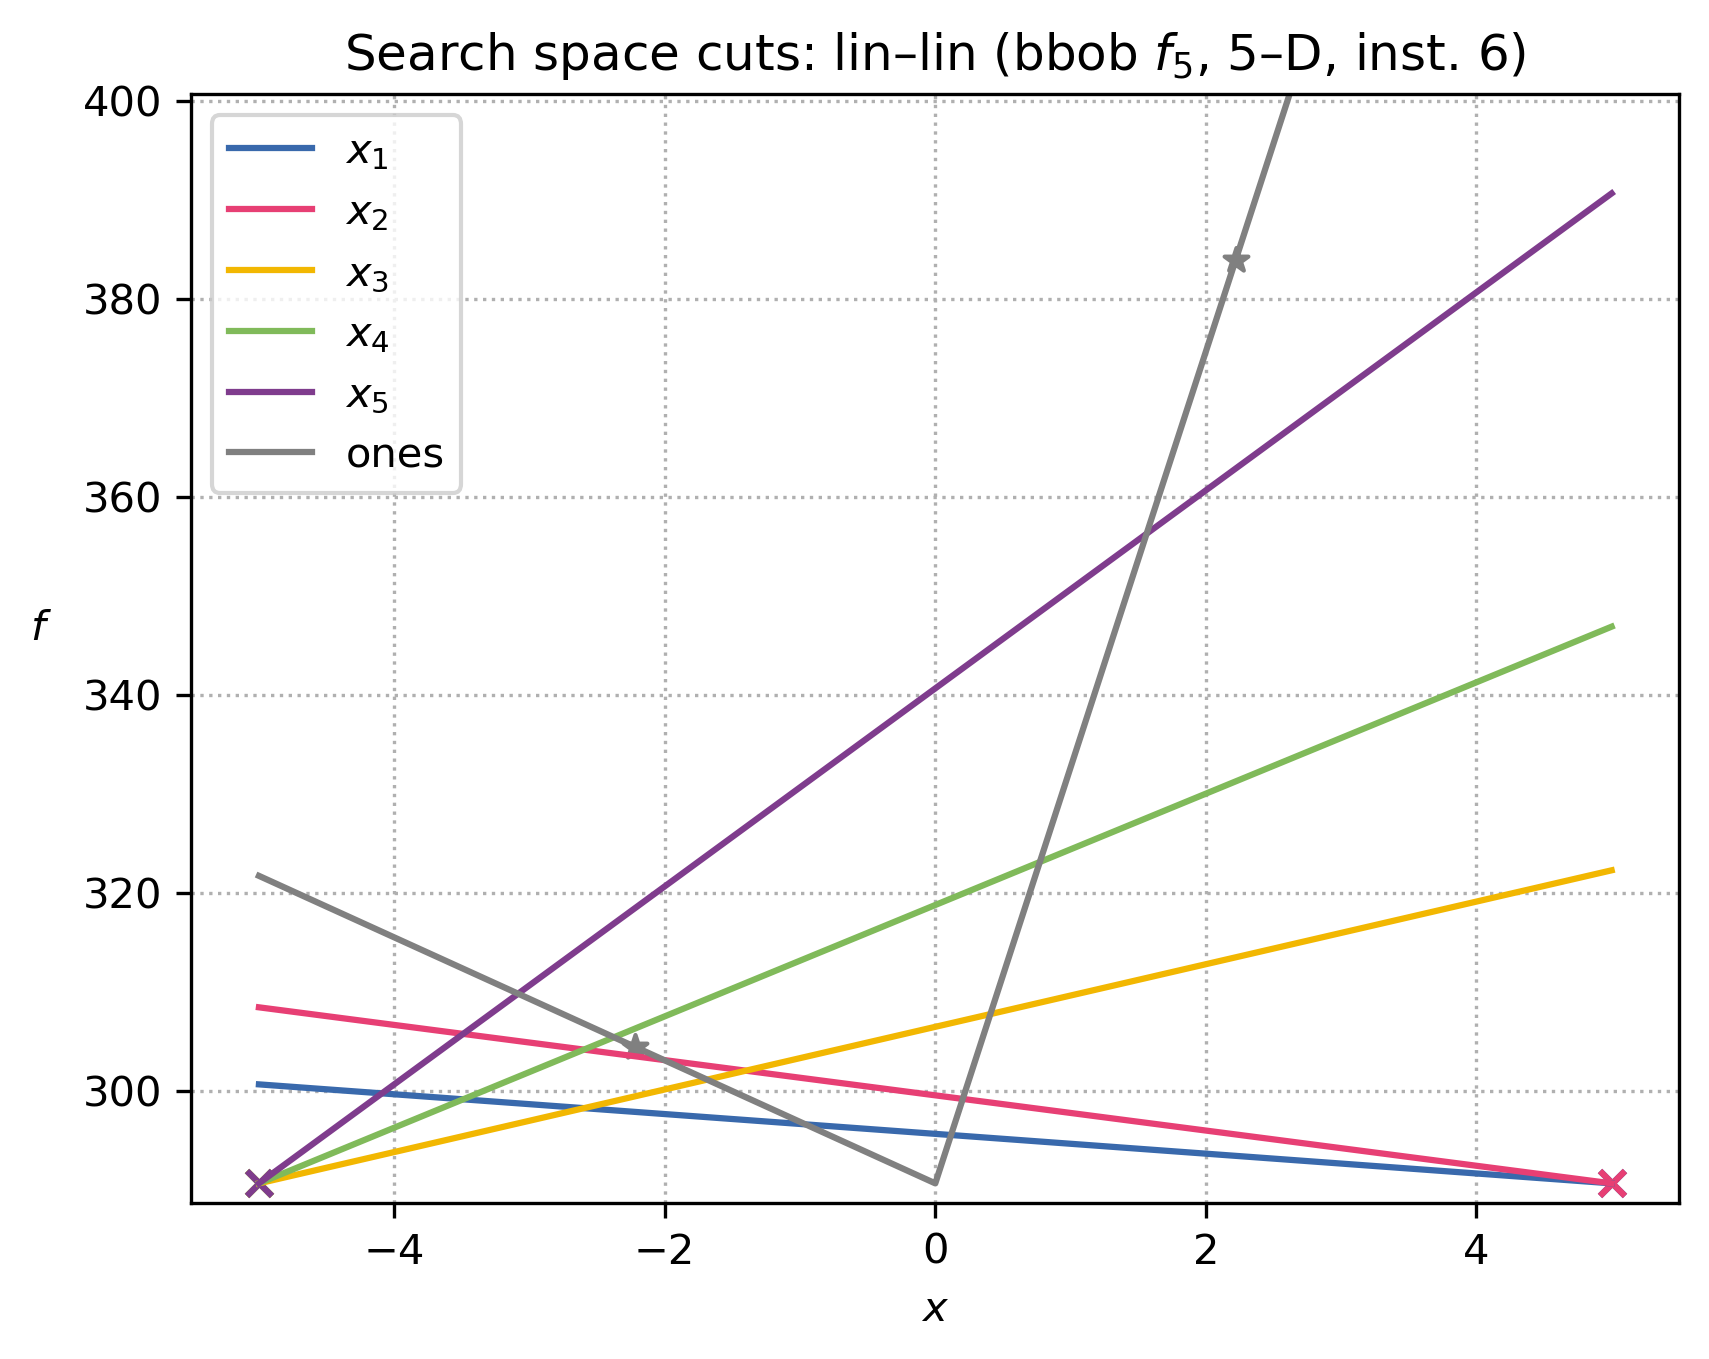 Search space cuts: lin–lin (bbob f₅, 5–D, inst. 6)
400
380
360
340
320
300
f
x₁
x₂
x₃
x₄
x₅
ones
−4 −2 0 2 4
x